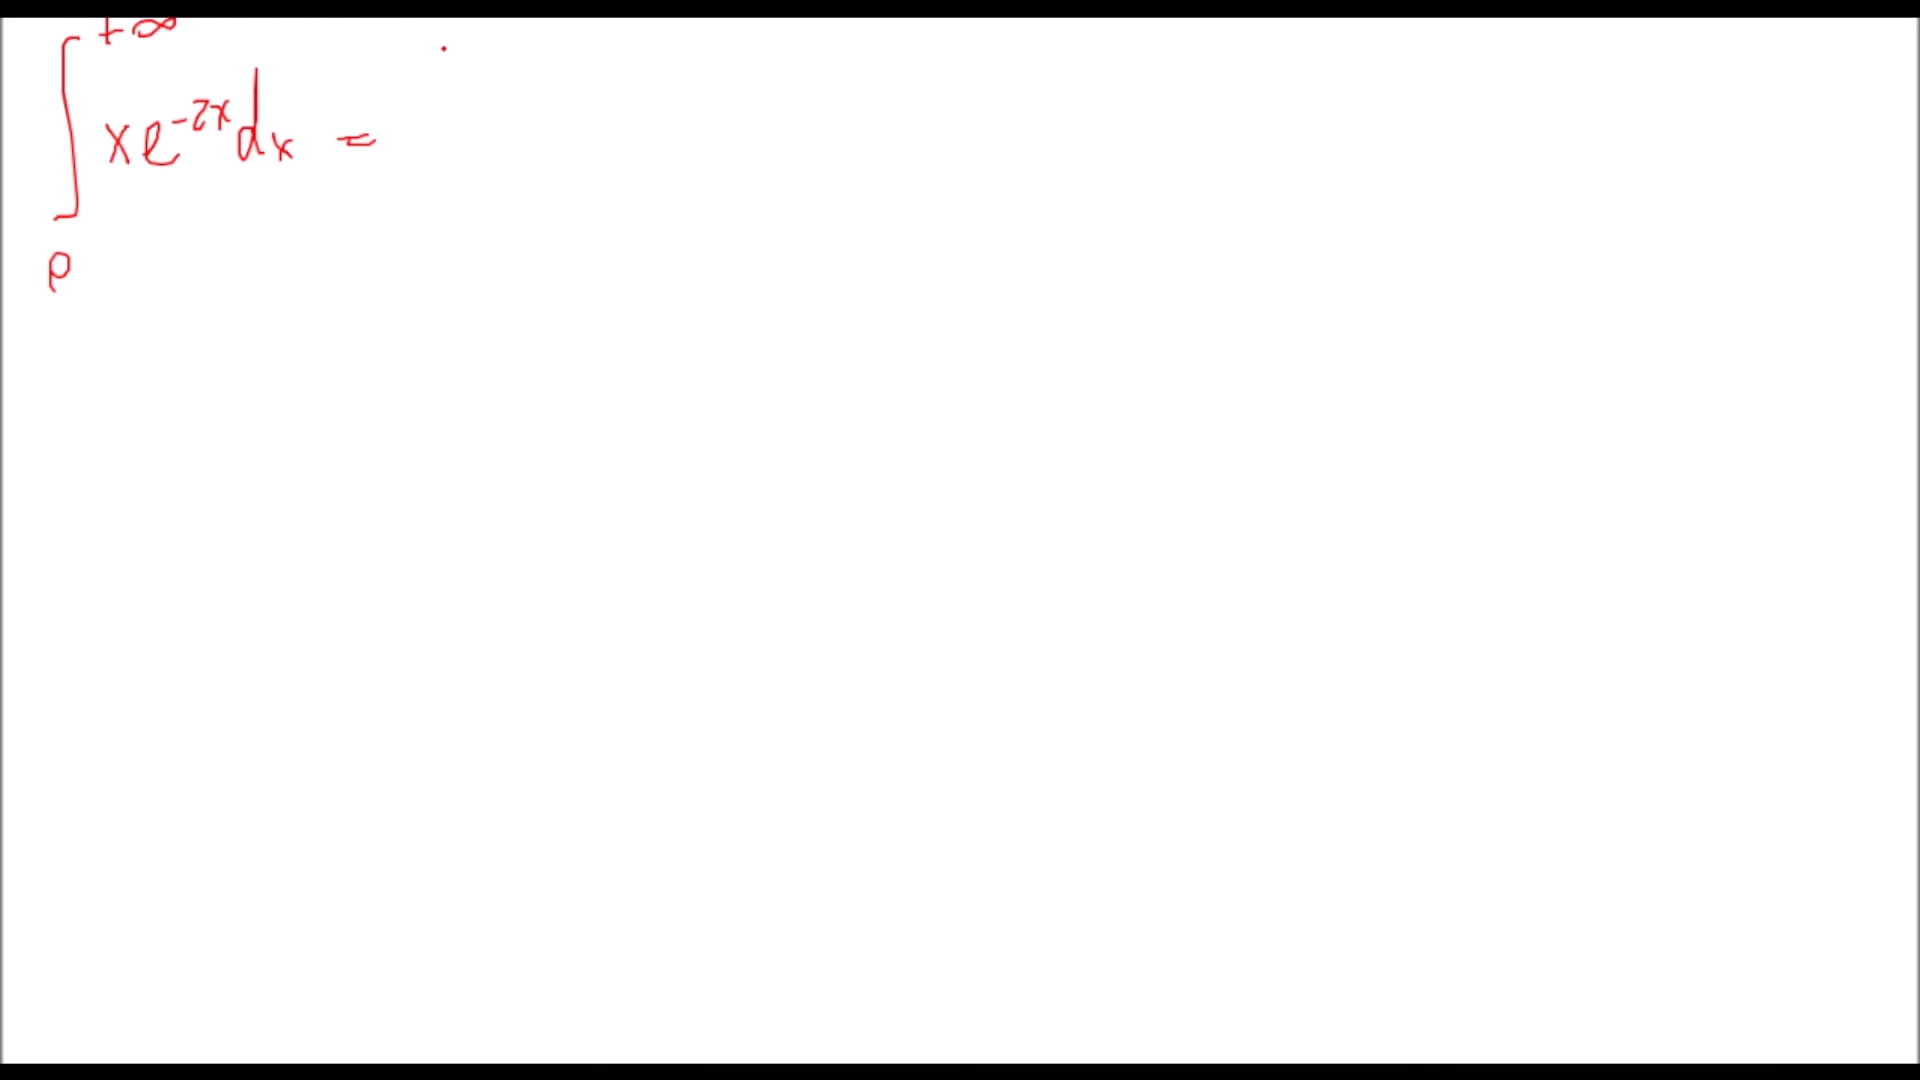 ∫₀^{+∞} xe^{-2x}dx =